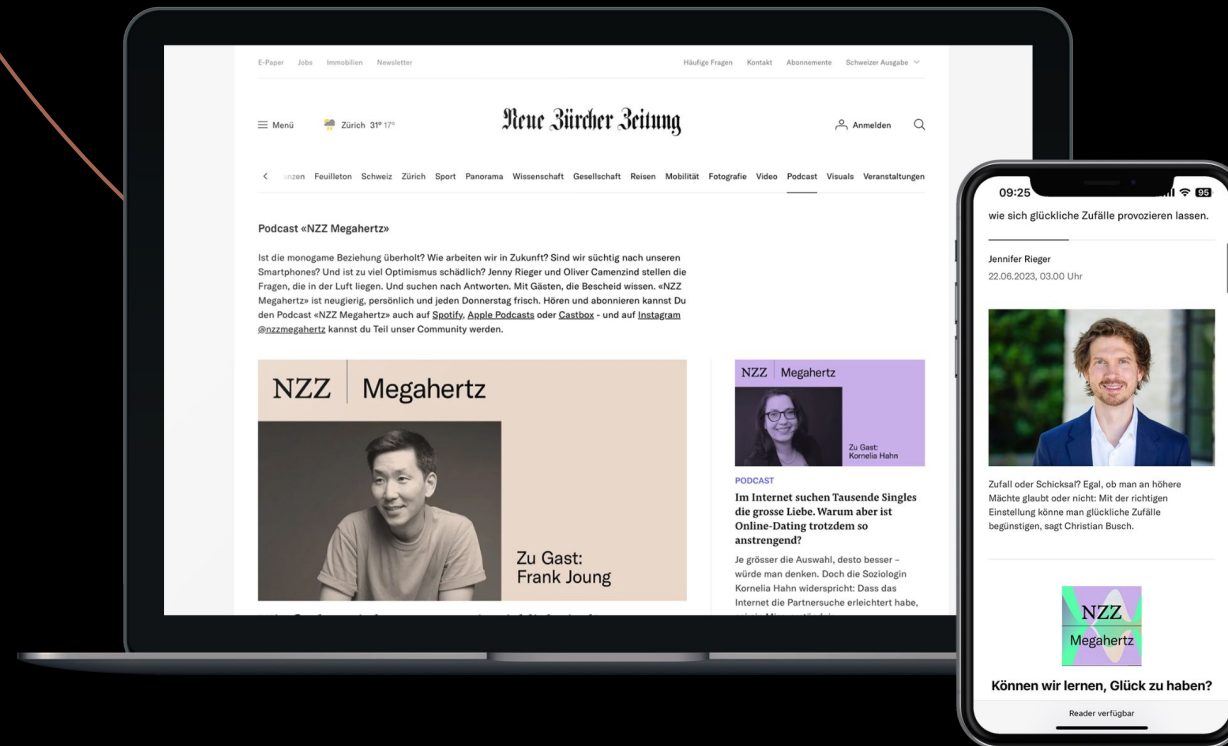 E-Paper Jobs Immobilien Newsletter Häufige Fragen Kontakt Abonnemente Schweizer Ausgabe
Menü Zürich 31° 17° Neue Zürcher Zeitung Anmelden
Feuilleton Schweiz Zürich Sport Panorama Wissenschaft Gesellschaft Reisen Mobilität Fotografie Video Podcast Visuals Veranstaltungen
Podcast «NZZ Megahertz»
Ist die monogame Beziehung überholt? Wie arbeiten wir in Zukunft? Sind wir süchtig nach unseren
Smartphones? Und ist zu viel Optimismus schädlich? Jenny Rieger und Oliver Camenzind stellen die
Fragen, die in der Luft liegen. Und suchen nach Antworten. Mit Gästen, die Bescheid wissen. «NZZ
Megahertz» ist neugierig, persönlich und jeden Donnerstag frisch. Hören und abonnieren kannst Du
den Podcast «NZZ Megahertz» auch auf Spotify, Apple Podcasts oder Castbox - und auf Instagram
@nzzmegahertz kannst du Teil unser Community werden.
NZZ Megahertz
Zu Gast:
Frank Joung
NZZ Megahertz
Zu Gast:
Kornelia Hahn
PODCAST
Im Internet suchen Tausende Singles
die grosse Liebe. Warum aber ist
Online-Dating trotzdem so
anstrengend?
Je grösser die Auswahl, desto besser –
würde man denken. Doch die Soziologin
Kornelia Hahn widerspricht: Dass das
Internet die Partnersuche erleichtert habe,
09:25 95
wie sich glückliche Zufälle provozieren lassen.
Jennifer Rieger
22.06.2023, 03.00 Uhr
Zufall oder Schicksal? Egal, ob man an höhere
Mächte glaubt oder nicht: Mit der richtigen
Einstellung könne man glückliche Zufälle
begünstigen, sagt Christian Busch.
NZZ
Megahertz
Können wir lernen, Glück zu haben?
Reader verfügbar